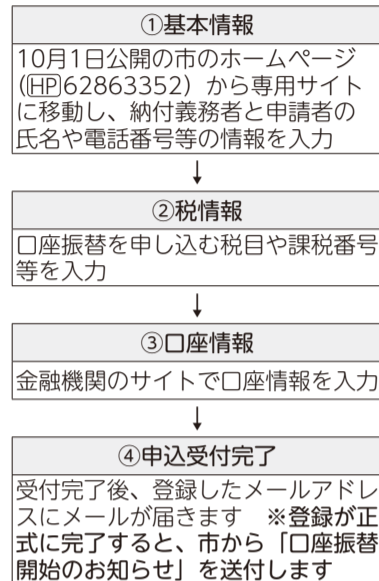 ①基本情報
10月1日公開の市のホームページ
(HP62863352)から専用サイト
に移動し、納付義務者と申請者の
氏名や電話番号等の情報を入力
↓
②税情報
口座振替を申し込む税目や課税番号
等を入力
↓
③口座情報
金融機関のサイトで口座情報を入力
↓
④申込受付完了
受付完了後、登録したメールアドレ
スにメールが届きます ※登録が正
式に完了すると、市から「口座振替
開始のお知らせ」を送付します